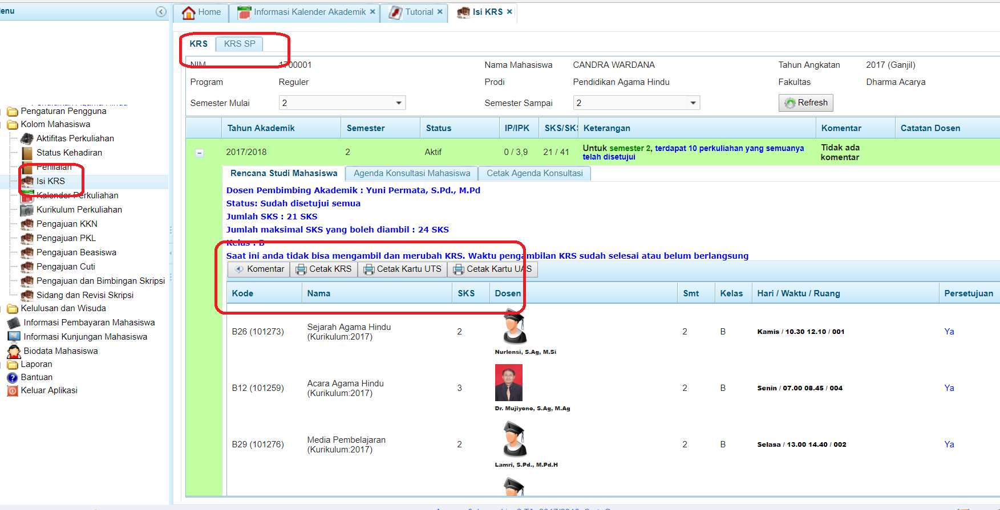 enu
Home
Informasi Kalender Akademik
Tutorial
Isi KRS
Pengaturan Pengguna
Kolom Mahasiswa
Aktifitas Perkuliahan
Status Kehadiran
Penilaian
Isi KRS
Kalender Perkuliahan
Kurikulum Perkuliahan
Pengajuan KKN
Pengajuan PKL
Pengajuan Beasiswa
Pengajuan Cuti
Pengajuan dan Bimbingan Skripsi
Sidang dan Revisi Skripsi
Kelulusan dan Wisuda
Informasi Pembayaran Mahasiswa
Informasi Kunjungan Mahasiswa
Biodata Mahasiswa
Laporan
Bantuan
Keluar Aplikasi
KRS KRS SP
NIM 1700001 Nama Mahasiswa CANDRA WARDANA Tahun Angkatan 2017 (Ganjil)
Program Reguler Prodi Pendidikan Agama Hindu Fakultas Dharma Acarya
Semester Mulai 2 Semester Sampai 2 Refresh
Tahun Akademik Semester Status IP/IPK SKS/SKS Keterangan Komentar Catatan Dosen
2017/2018 2 Aktif 0 / 3,9 21 / 41
Untuk semester 2, terdapat 10 perkuliahan yang semuanya
telah disetujui
Tidak ada
komentar
Rencana Studi Mahasiswa Agenda Konsultasi Mahasiswa Cetak Agenda Konsultasi
Dosen Pembimbing Akademik : Yuni Permata, S.Pd., M.Pd
Status: Sudah disetujui semua
Jumlah SKS : 21 SKS
Jumlah maksimal SKS yang boleh diambil : 24 SKS
Kelas : B
Saat ini anda tidak bisa mengambil dan merubah KRS. Waktu pengambilan KRS sudah selesai atau belum berlangsung
Komentar Cetak KRS Cetak Kartu UTS Cetak Kartu UAS
Kode Nama SKS Dosen Smt Kelas Hari / Waktu / Ruang Persetujuan
B26 (101273) Sejarah Agama Hindu
(Kurikulum:2017)
2 2 B Kamis / 10.30 12.10 / 001 Ya
Nurlensi, S.Ag, M.Si
B12 (101259) Acara Agama Hindu
(Kurikulum:2017)
3 2 B Senin / 07.00 08.45 / 004 Ya
Dr. Mujiyono, S.Ag, M.Ag
B29 (101276) Media Pembelajaran
(Kurikulum:2017)
2 2 B Selasa / 13.00 14.40 / 002 Ya
Lamri, S.Pd., M.Pd.H